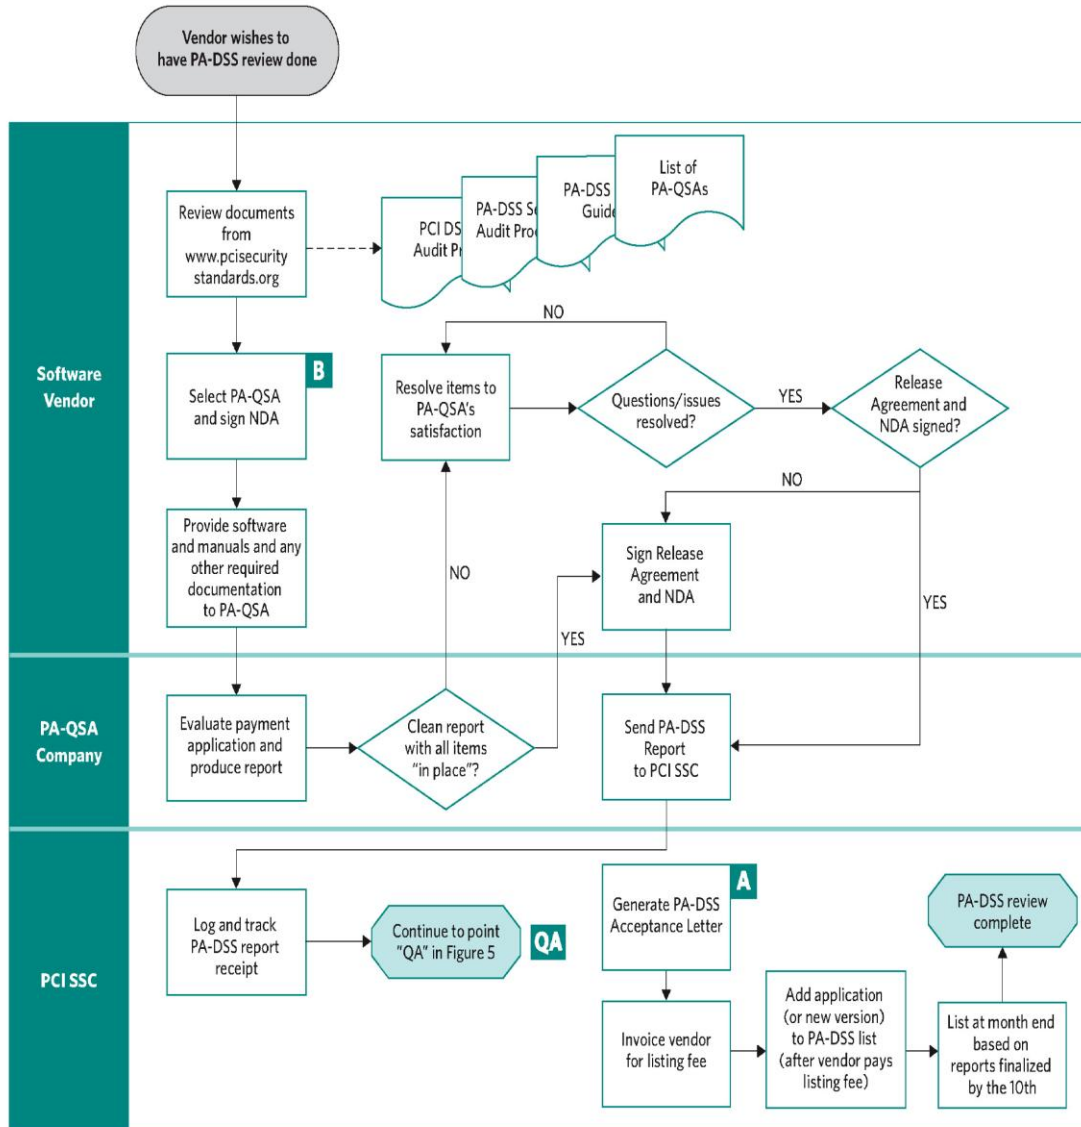 Vendor wishes to
have PA-DSS review done
Software
Vendor
Review documents
from
www.pcisecurity
standards.org
PCI DS
Audit Pr
PA-DSS Se
Audit Proc
PA-DSS
Guide
List of
PA-QSAs
Select PA-QSA
and sign NDA
B
Resolve items to
PA-QSA's
satisfaction
NO
Questions/issues
resolved?
YES
Release
Agreement and
NDA signed?
NO
Provide software
and manuals and any
other required
documentation
to PA-QSA
NO
YES
Sign Release
Agreement
and NDA
YES
PA-QSA
Company
Evaluate payment
application and
produce report
Clean report
with all items
"in place"?
Send PA-DSS
Report
to PCI SSC
PCI SSC
Log and track
PA-DSS report
receipt
Continue to point
"QA" in Figure 5
QA
Generate PA-DSS
Acceptance Letter
A
Invoice vendor
for listing fee
Add application
(or new version)
to PA-DSS list
(after vendor pays
listing fee)
List at month end
based on
reports finalized
by the 10th
PA-DSS review
complete